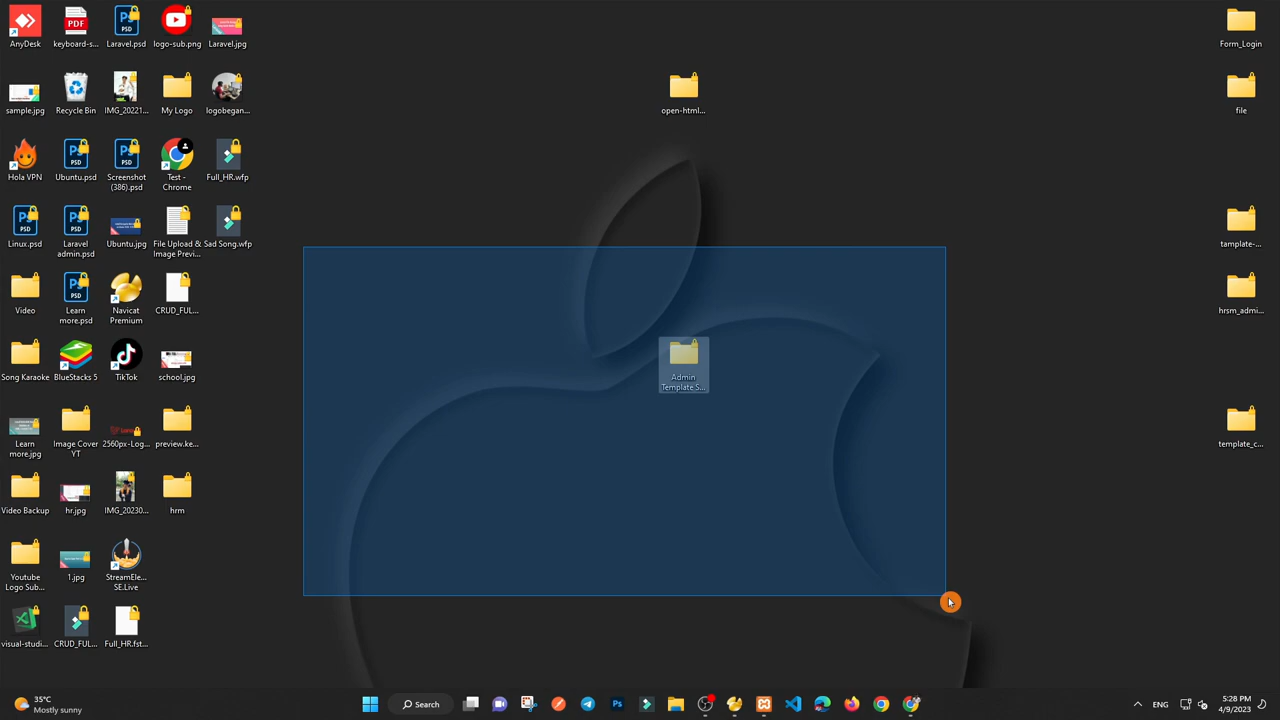 AnyDesk
keyboard-s...
Laravel.psd
logo-sub.png
Laravel.jpg
sample.jpg
Recycle Bin
IMG_20221...
My Logo
logobegan...
Hola VPN
Ubuntu.psd
Screenshot
(386).psd
Test -
Chrome
Full_HR.wfp
Linux.psd
Laravel
admin.psd
Ubuntu.jpg
File Upload &
Image Previ...
Sad Song.wfp
Video
Learn
more.psd
Navicat
Premium
CRUD_FUL...
Song Karaoke
BlueStacks 5
TikTok
school.jpg
Learn
more.jpg
Image Cover
YT
2560px-Log...
preview.ke...
Video Backup
hr.jpg
IMG_20230...
hrm
Youtube
Logo Sub...
1.jpg
StreamEle...
SE.Live
visual-studi...
CRUD_FUL...
Full_HR.fst...
open-html...
Admin
Template S...
Form_Login
file
tamplate-...
hrsm_admi...
template_c...
PDF
PSD
PSD
PSD
PSD
PSD
PSD
PSD
35°C
Mostly sunny
Search
Ps
ENG
5:28 PM
4/9/2023